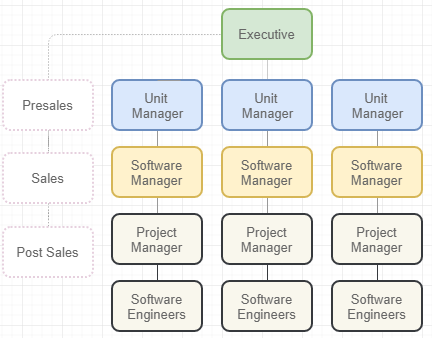 Executive
Presales
Unit
Manager
Unit
Manager
Unit
Manager
Sales
Software
Manager
Software
Manager
Software
Manager
Post Sales
Project
Manager
Project
Manager
Project
Manager
Software
Engineers
Software
Engineers
Software
Engineers